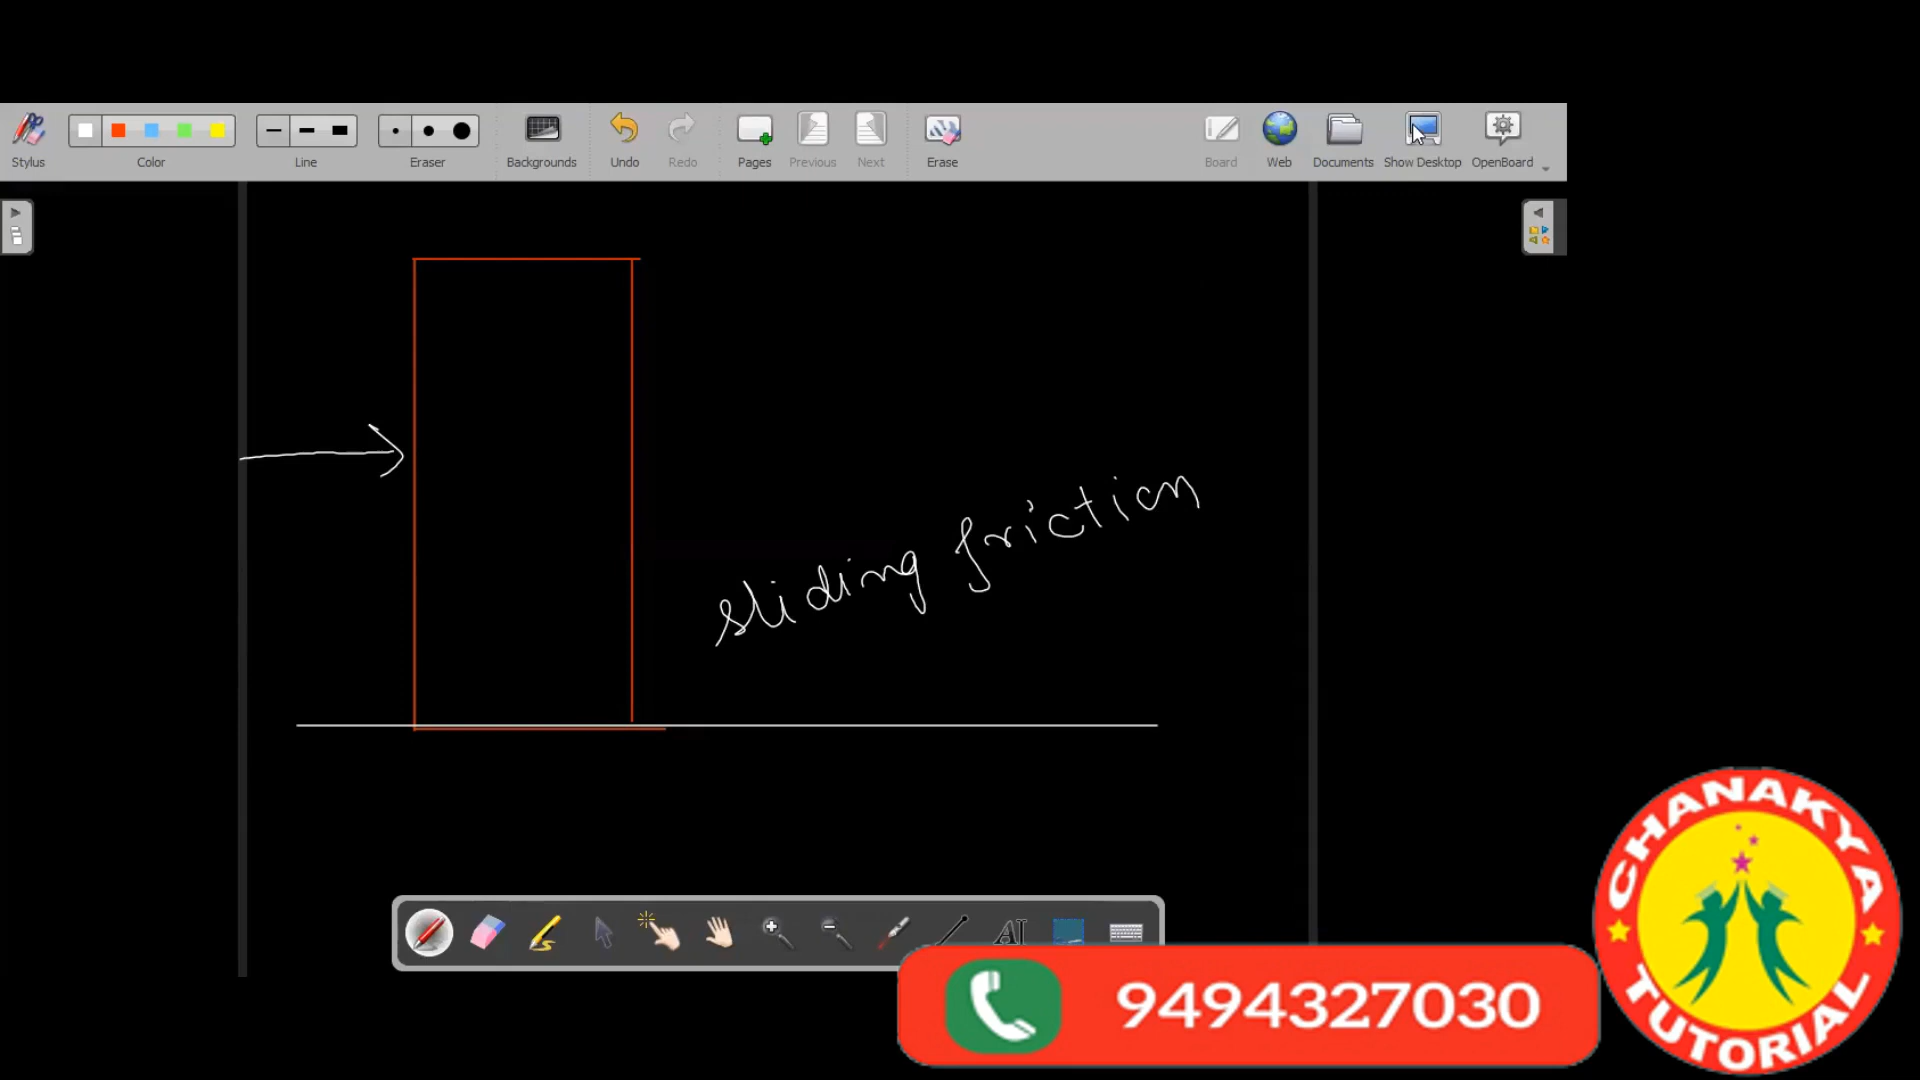 Stylus
Color
Line
Eraser
Backgrounds
Undo
Redo
Pages
Previous
Next
Erase
Board
Web
Documents
Show Desktop
OpenBoard
sliding friction
AI
9494327030
CHANAKYA
TUTORIAL